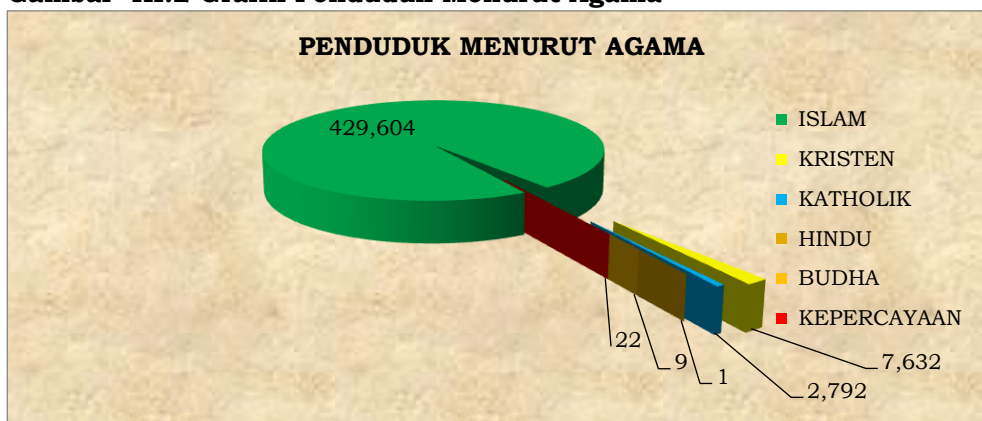 PENDUDUK MENURUT AGAMA
429,604
ISLAM
KRISTEN
KATHOLIK
HINDU
BUDHA
KEPERCAYAAN
22
9
1
2,792
7,632